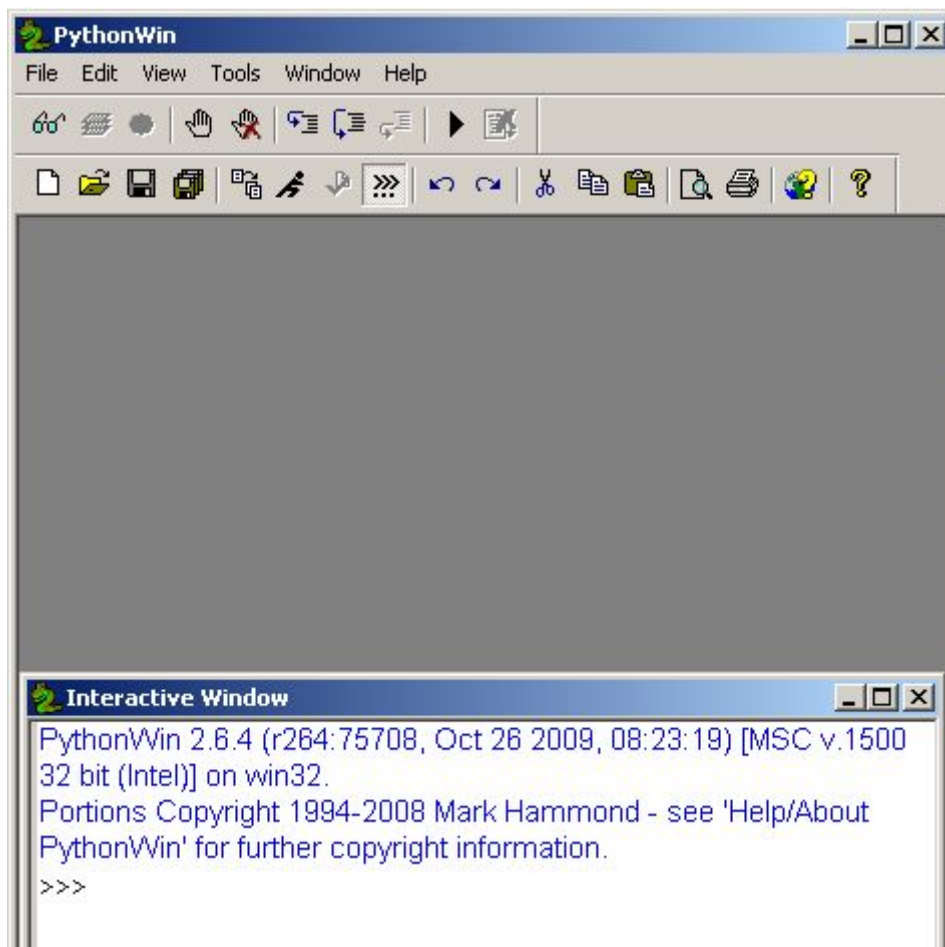 PythonWin
File Edit View Tools Window Help
Interactive Window
PythonWin 2.6.4 (r264:75708, Oct 26 2009, 08:23:19) [MSC v.1500
32 bit (Intel)] on win32.
Portions Copyright 1994-2008 Mark Hammond - see 'Help/About
PythonWin' for further copyright information.
>>>